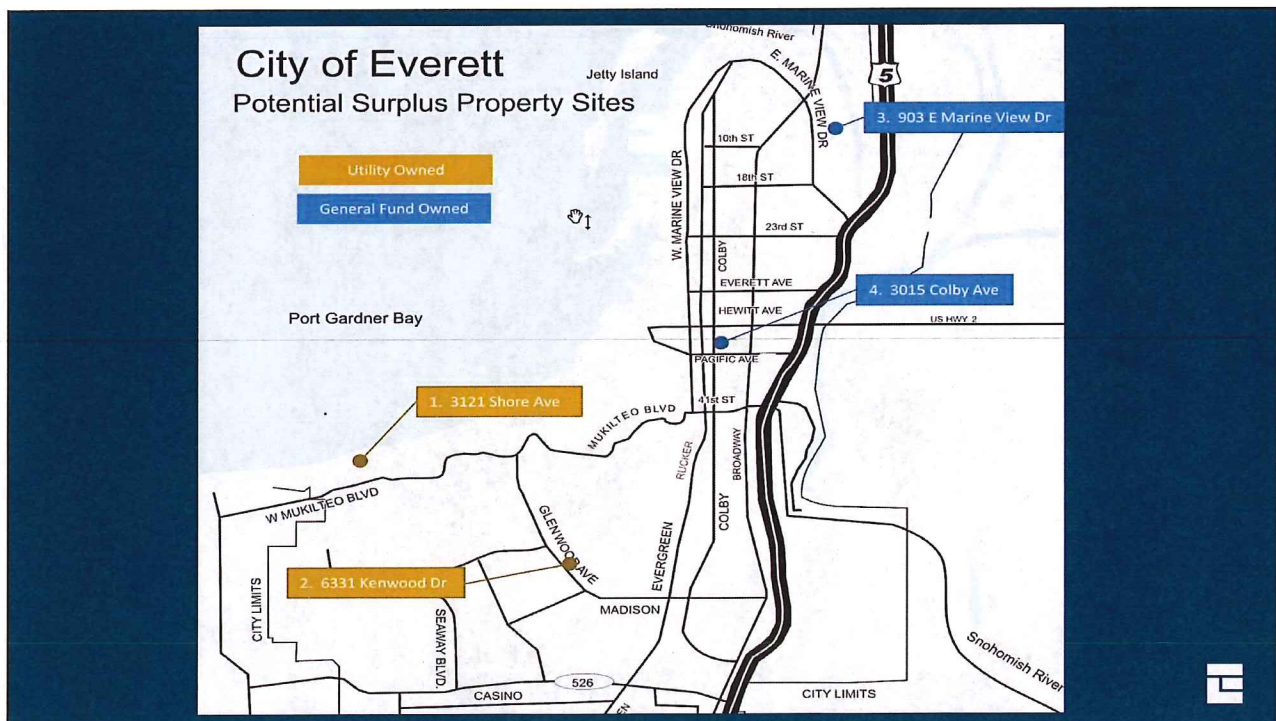 City of Everett
Potential Surplus Property Sites
Utility Owned
General Fund Owned
Jetty Island
Snohomish River
E. MARINE VIEW DR
5
3. 903 E Marine View Dr
10th ST
18th ST
W. MARINE VIEW DR
23rd ST
COLBY
EVERETT AVE
4. 3015 Colby Ave
HEWITT AVE
US HWY. 2
Port Gardner Bay
PACIFIC AVE
1. 3121 Shore Ave
41st ST
MUKILTEO BLVD
RUCKER
BROADWAY
W MUKILTEO BLVD
COLBY
GLENWOOD AVE
EVERGREEN
2. 6331 Kenwood Dr
MADISON
CITY LIMITS
SEAWAY BLVD.
Snohomish River
526
CASINO
CITY LIMITS